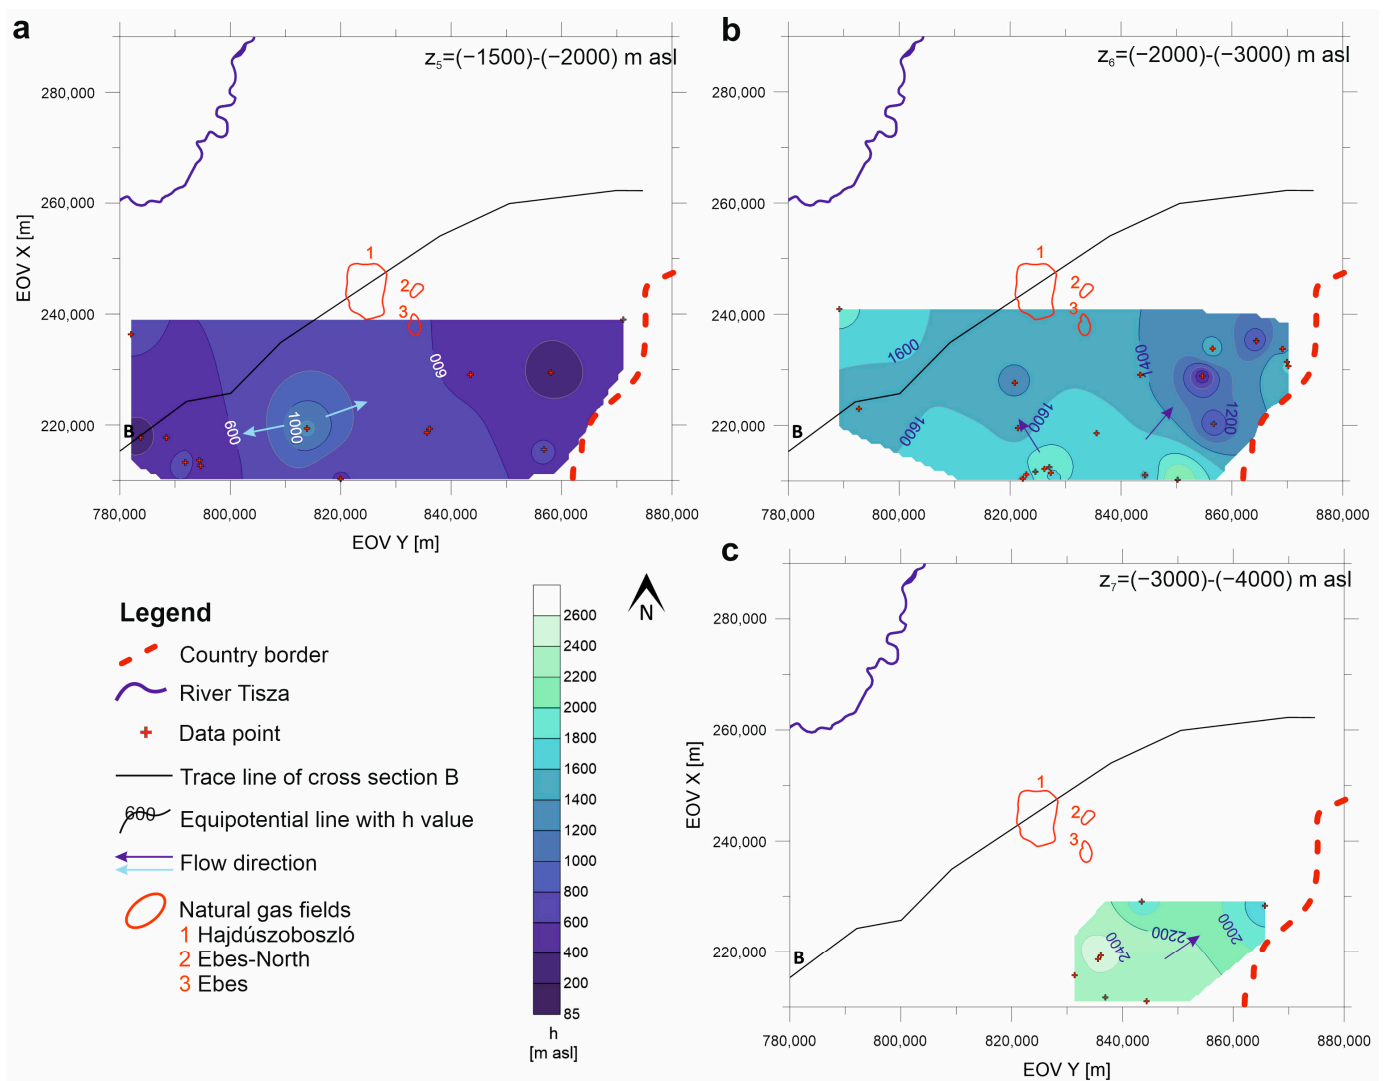 a
z5=(−1500)-(−2000) m asl
280,000
260,000
240,000
220,000
EOV X [m]
1
2
3
600
1000
600
B
780,000 800,000 820,000 840,000 860,000 880,000
EOV Y [m]
b
z6=(−2000)-(−3000) m asl
280,000
260,000
240,000
220,000
1
2
3
1600
1400
1600
1600
1200
B
780,000 800,000 820,000 840,000 860,000 880,000
Legend
Country border
River Tisza
Data point
Trace line of cross section B
600 Equipotential line with h value
Flow direction
Natural gas fields
1 Hajdúszoboszló
2 Ebes-North
3 Ebes
2600
2400
2200
2000
1800
1600
1400
1200
1000
800
600
400
200
85
h
[m asl]
N
c
z7=(−3000)-(−4000) m asl
280,000
260,000
240,000
220,000
EOV X [m]
1
2
3
2400
2200
2000
B
780,000 800,000 820,000 840,000 860,000 880,000
EOV Y [m]